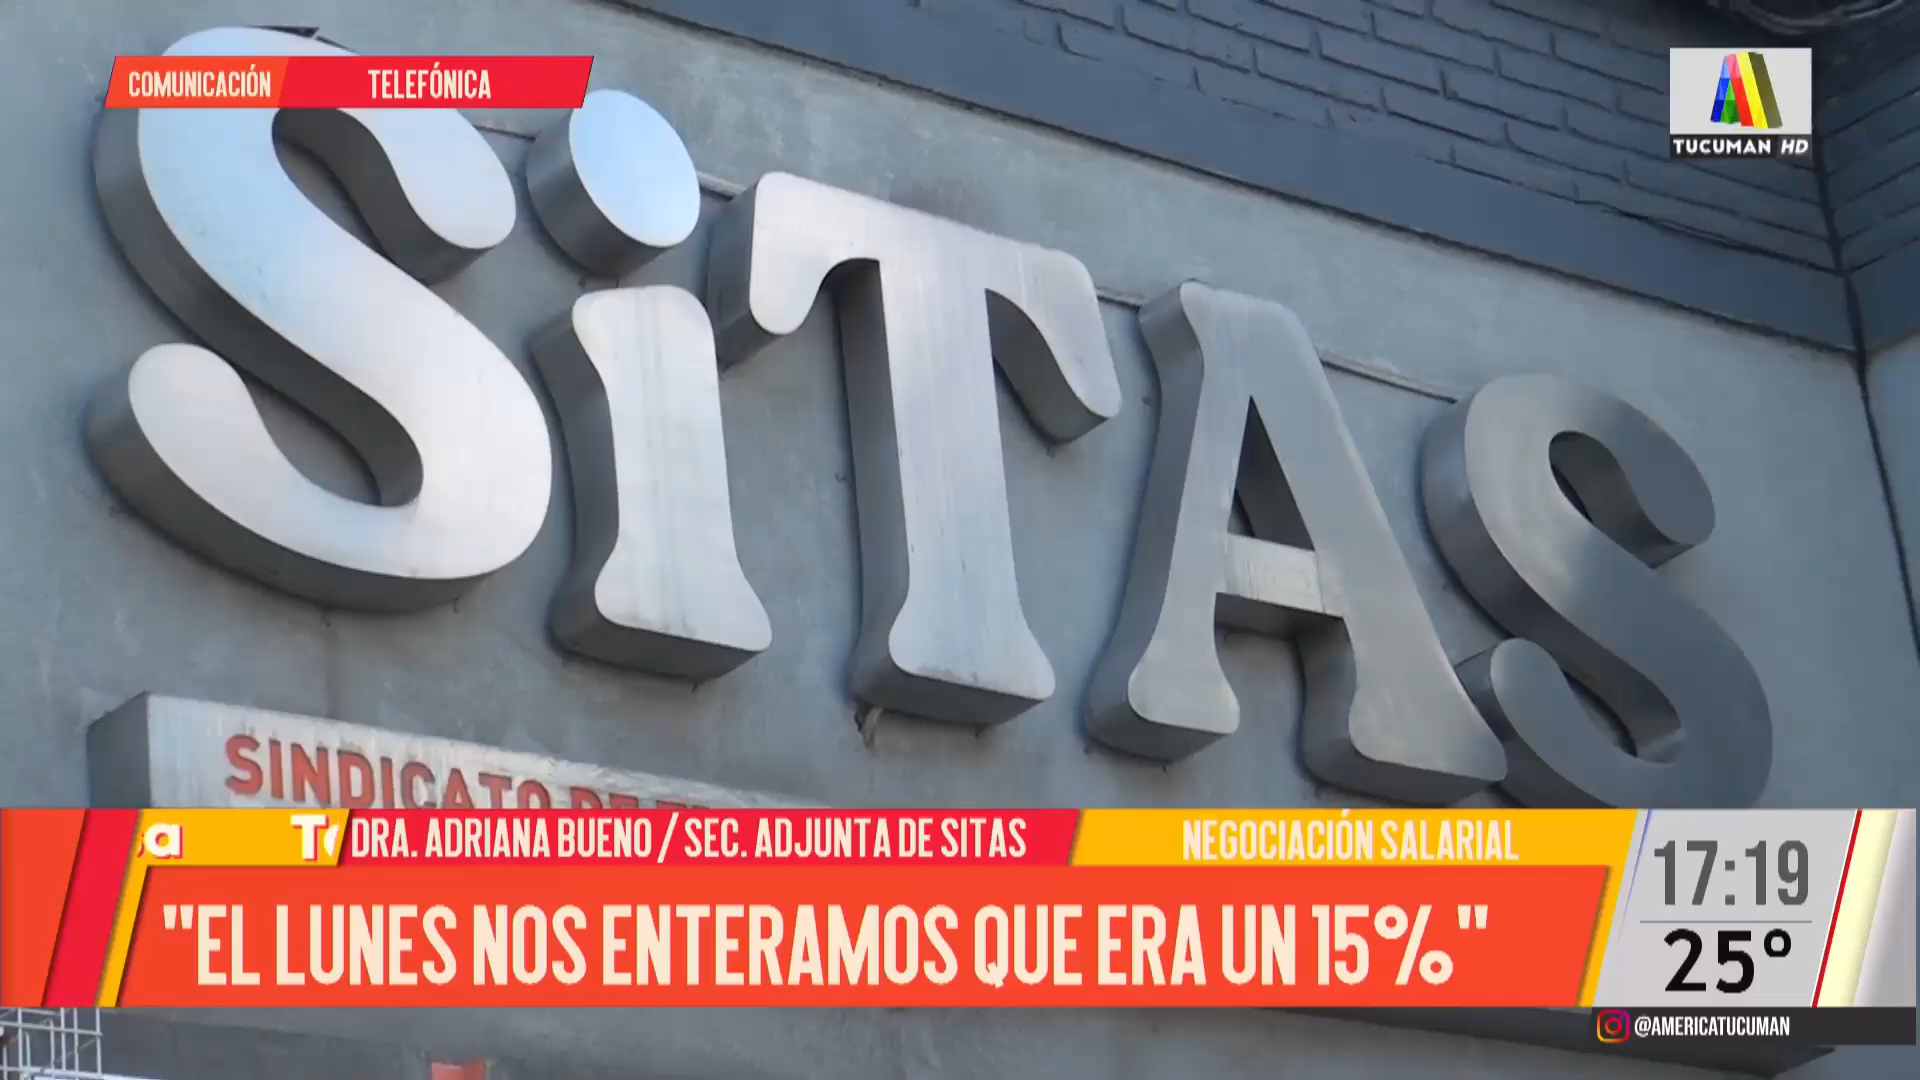 COMUNICACIÓN TELEFÓNICA
TUCUMAN HD
SiTAS
SINDICATO DE
DRA. ADRIANA BUENO / SEC. ADJUNTA DE SITAS
NEGOCIACIÓN SALARIAL
"EL LUNES NOS ENTERAMOS QUE ERA UN 15%"
17:19
25°
@AMERICATUCUMAN